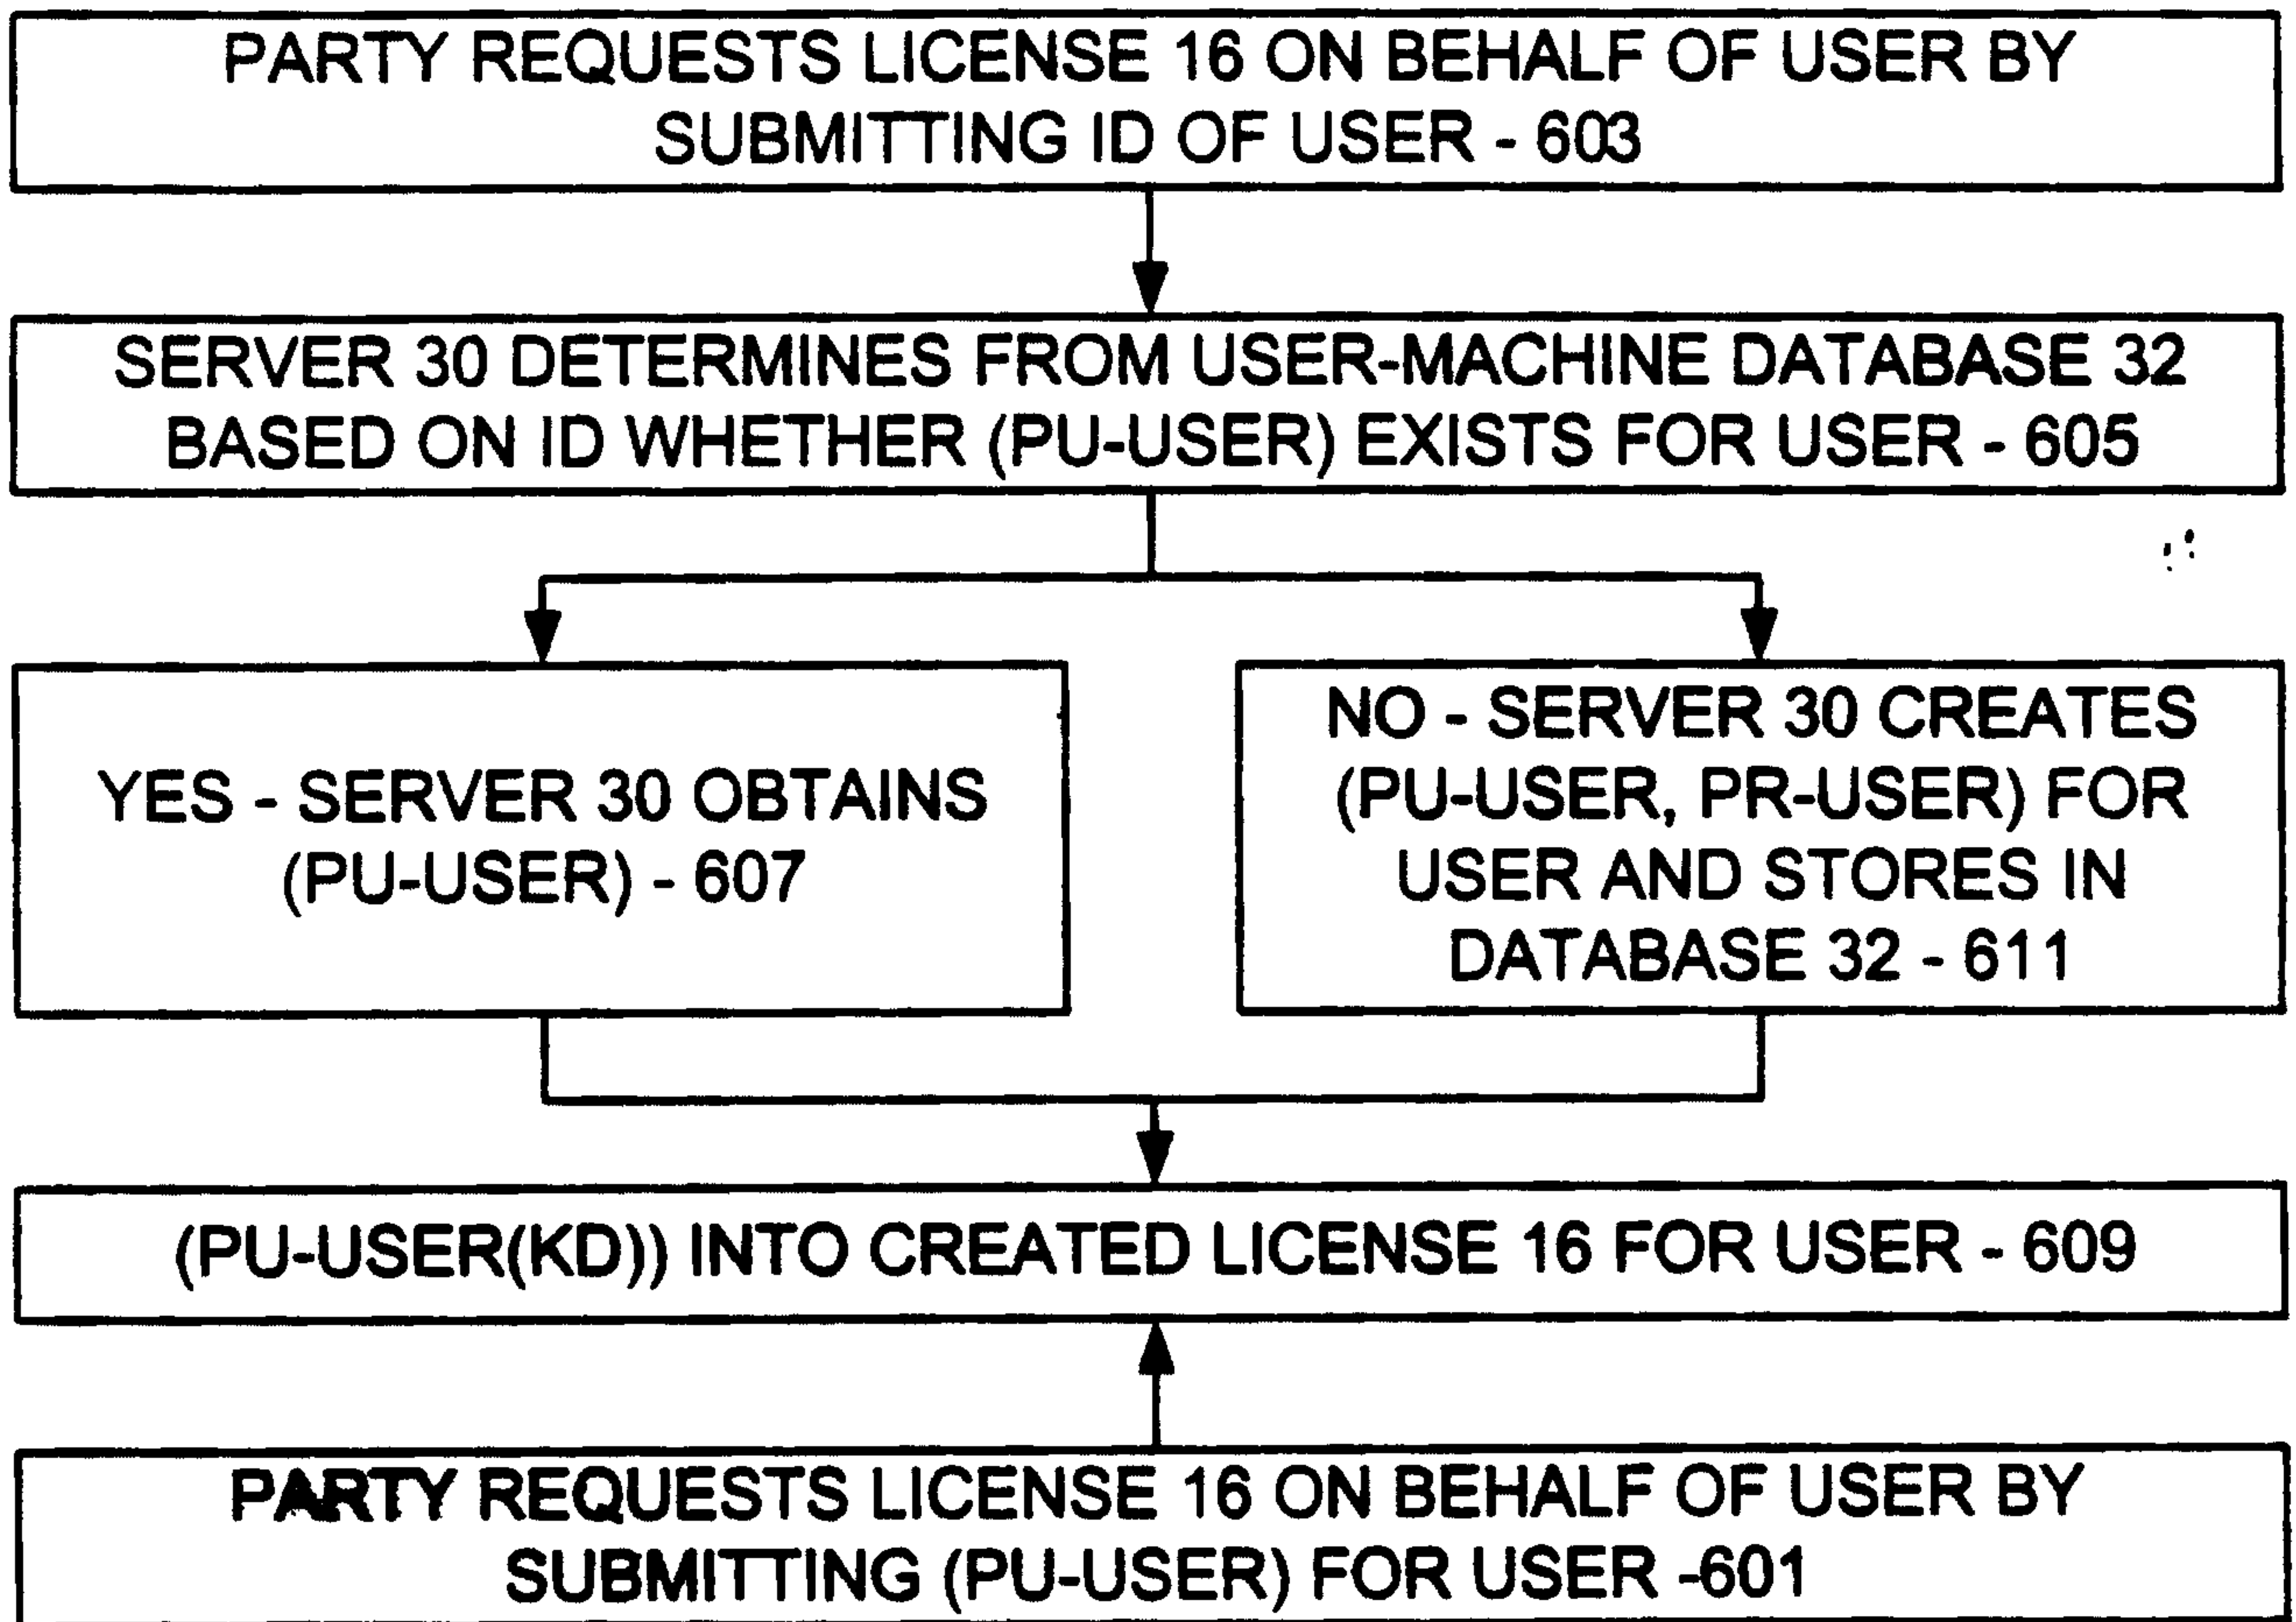 PARTY REQUESTS LICENSE 16 ON BEHALF OF USER BY
SUBMITTING ID OF USER - 603
SERVER 30 DETERMINES FROM USER-MACHINE DATABASE 32
BASED ON ID WHETHER (PU-USER) EXISTS FOR USER - 605
YES - SERVER 30 OBTAINS
(PU-USER) - 607
NO - SERVER 30 CREATES
(PU-USER, PR-USER) FOR
USER AND STORES IN
DATABASE 32 - 611
(PU-USER(KD)) INTO CREATED LICENSE 16 FOR USER - 609
PARTY REQUESTS LICENSE 16 ON BEHALF OF USER BY
SUBMITTING (PU-USER) FOR USER -601